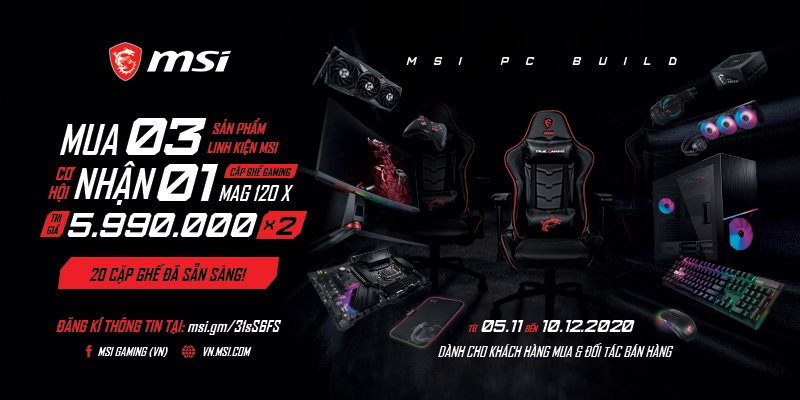 msi
MSI PC BUILD
MUA 03 SẢN PHẨM LINH KIỆN MSI
CƠ HỘI NHẬN 01 CẶP GHẾ GAMING MAG 120 X
TRỊ GIÁ 5.990.000 x2
20 CẶP GHẾ ĐÃ SẴN SÀNG!
ĐĂNG KÍ THÔNG TIN TẠI: msi.gm/3IsS6FS
MSI GAMING (VN) VN.MSI.COM
TỪ 05.11 ĐẾN 10.12.2020
DÀNH CHO KHÁCH HÀNG MUA & ĐỐI TÁC BÁN HÀNG
TRUE GAMING